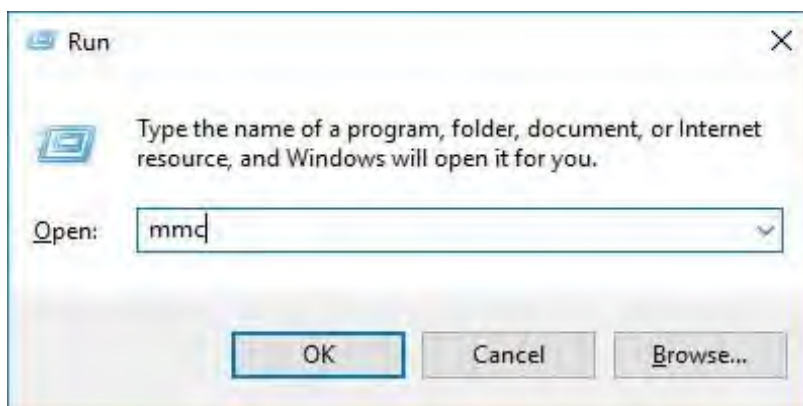 Run
Type the name of a program, folder, document, or Internet
resource, and Windows will open it for you.
Open: mmc
OK Cancel Browse...